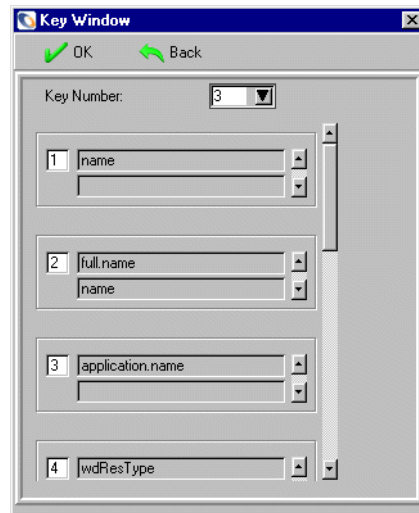 Key Window
OK Back
Key Number: 3
1 name
2 full.name
name
3 application.name
4 wdResType